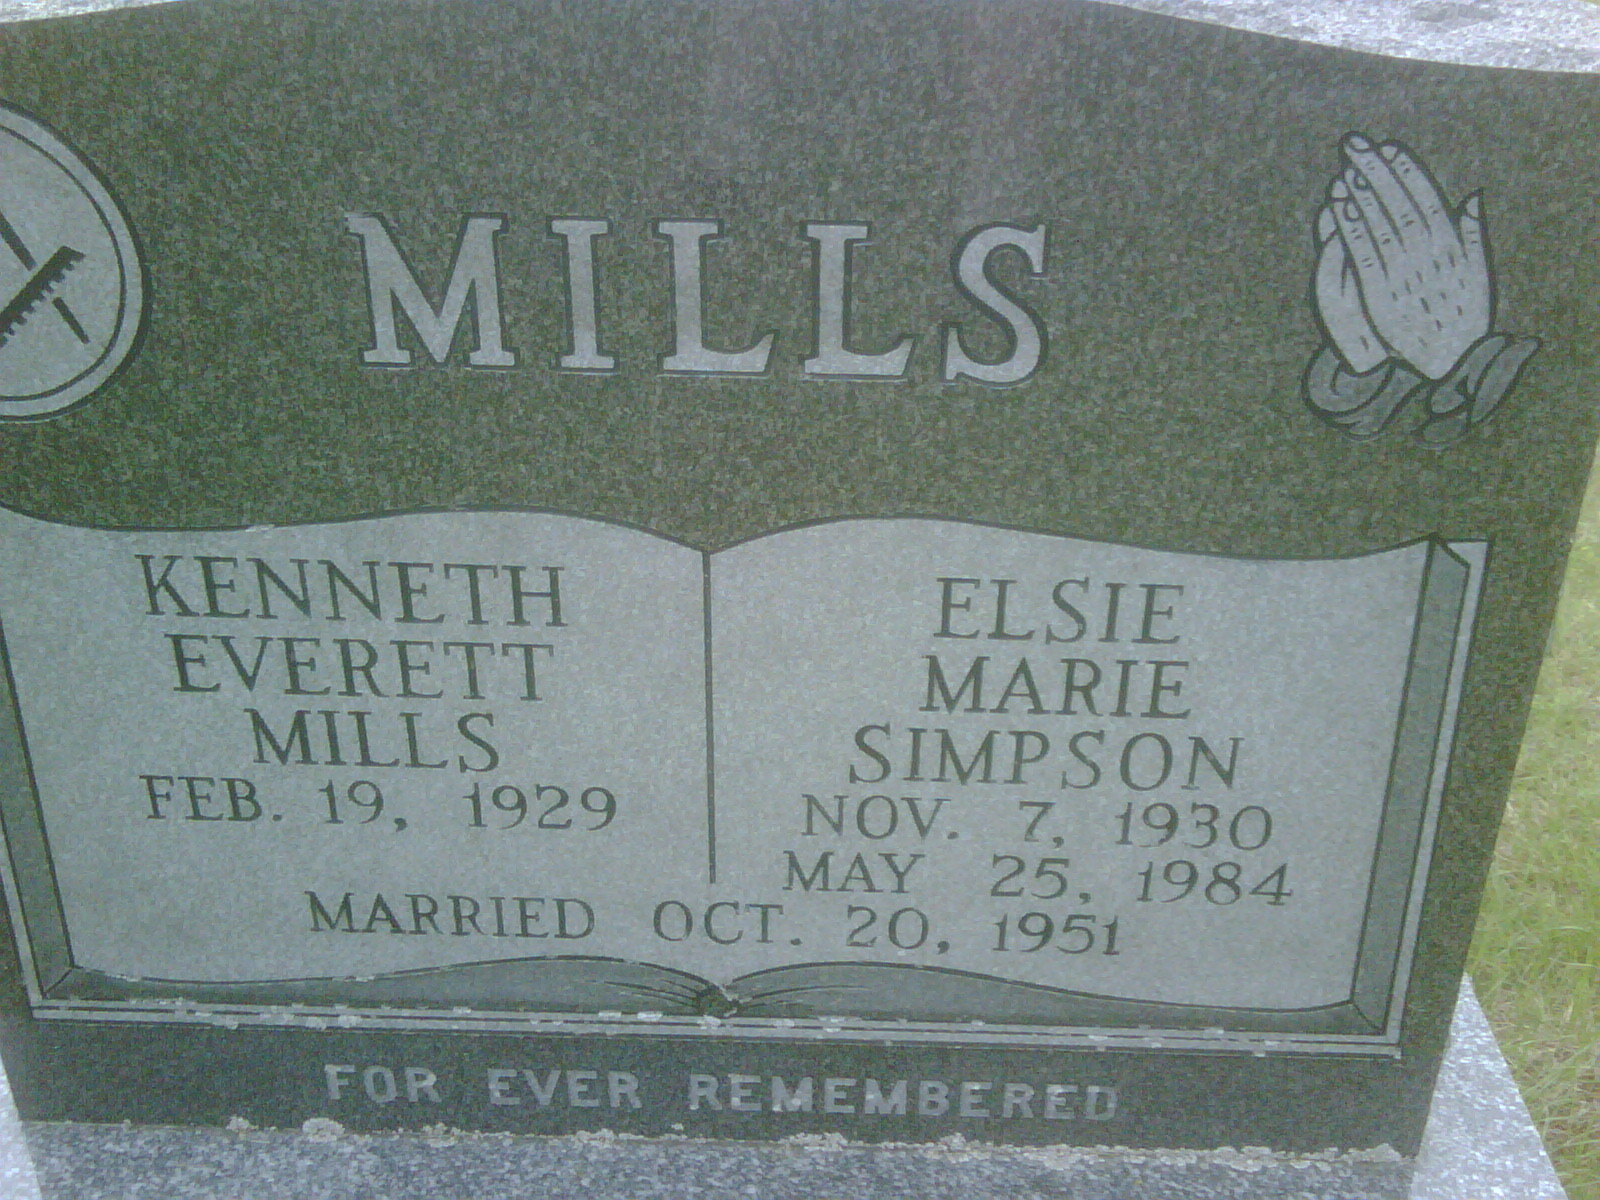 MILLS
KENNETH
EVERETT
MILLS
FEB. 19, 1929
ELSIE
MARIE
SIMPSON
NOV. 7, 1930
MAY 25, 1984
MARRIED OCT. 20, 1951
FOR EVER REMEMBERED